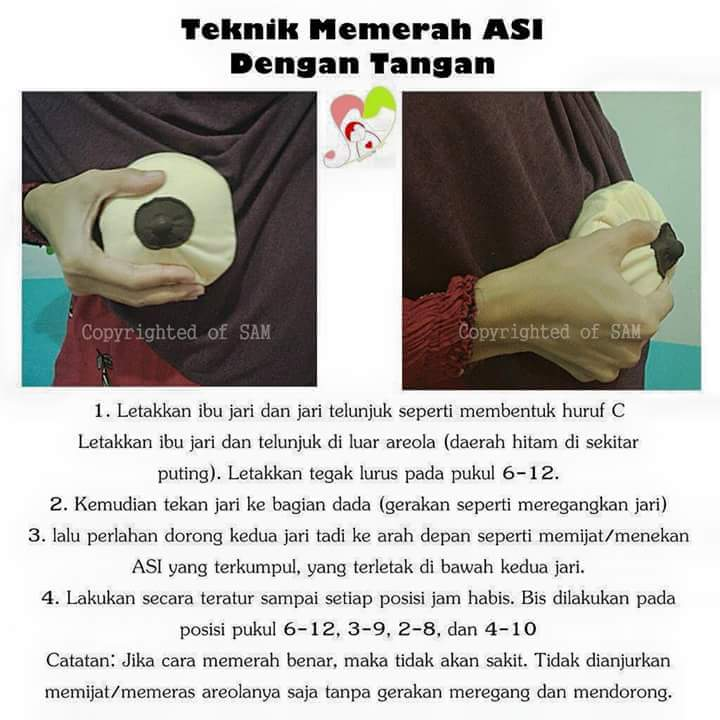 Teknik Memerah ASI
Dengan Tangan
Copyrighted of SAM
Copyrighted of SAM
1. Letakkan ibu jari dan jari telunjuk seperti membentuk huruf C
Letakkan ibu jari dan telunjuk di luar areola (daerah hitam di sekitar
puting). Letakkan tegak lurus pada pukul 6-12.
2. Kemudian tekan jari ke bagian dada (gerakan seperti meregangkan jari)
3. lalu perlahan dorong kedua jari tadi ke arah depan seperti memijat/menekan
ASI yang terkumpul, yang terletak di bawah kedua jari.
4. Lakukan secara teratur sampai setiap posisi jam habis. Bis dilakukan pada
posisi pukul 6-12, 3-9, 2-8, dan 4-10
Catatan: Jika cara memerah benar, maka tidak akan sakit. Tidak dianjurkan
memijat/memeras areolanya saja tanpa gerakan meregang dan mendorong.